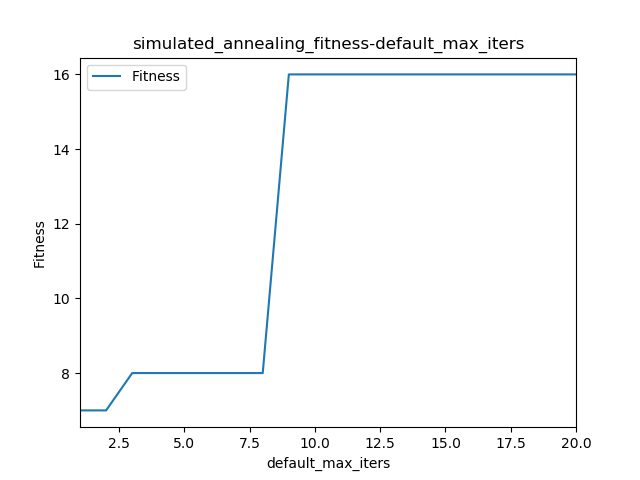 simulated_annealing_fitness-default_max_iters
Fitness
16
14
12
10
8
Fitness
2.5 5.0 7.5 10.0 12.5 15.0 17.5 20.0
default_max_iters